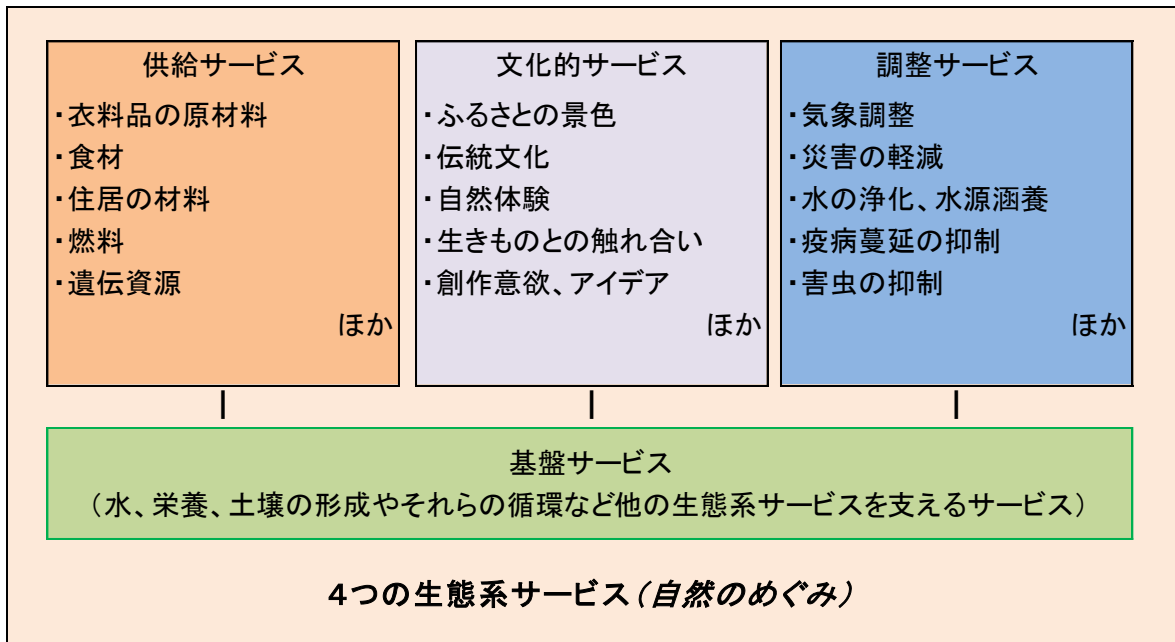 供給サービス
・衣料品の原材料
・食材
・住居の材料
・燃料
・遺伝資源
ほか
文化的サービス
・ふるさとの景色
・伝統文化
・自然体験
・生きものとの触れ合い
・創作意欲、アイデア
ほか
調整サービス
・気象調整
・災害の軽減
・水の浄化、水源涵養
・疫病蔓延の抑制
・害虫の抑制
ほか
基盤サービス
（水、栄養、土壌の形成やそれらの循環など他の生態系サービスを支えるサービス）
４つの生態系サービス（自然のめぐみ）